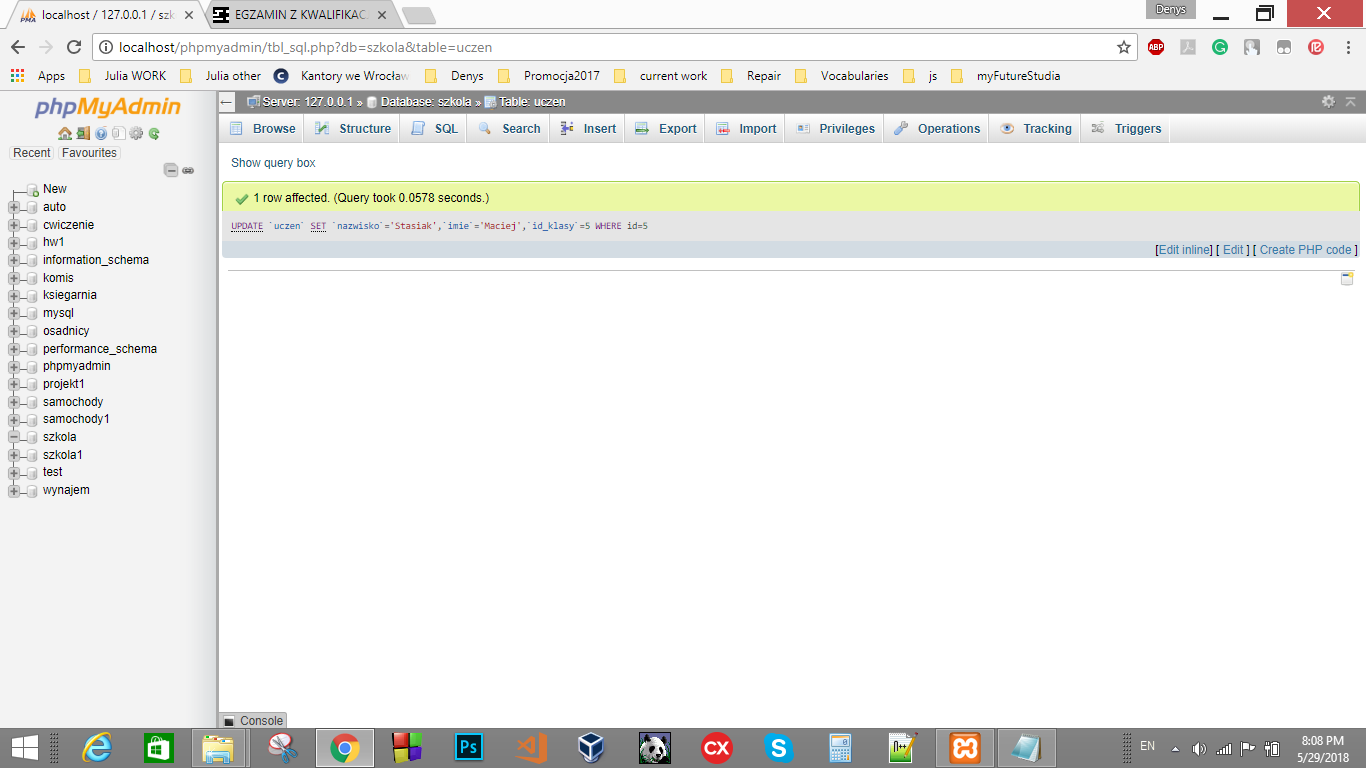 localhost / 127.0.0.1 / szk
EGZAMIN Z KWALIFIKAC
Denys
localhost/phpmyadmin/tbl_sql.php?db=szkola&table=uczen
ABP
Apps Julia WORK Julia other Kantory we Wrocław Denys Promocja2017 current work Repair Vocabularies js myFutureStudia
phpMyAdmin
Recent Favourites
New
auto
cwiczenie
hw1
information_schema
komis
ksiegarnia
mysql
osadnicy
performance_schema
phpmyadmin
projekt1
samochody
samochody1
szkola
szkola1
test
wynajem
Server: 127.0.0.1 » Database: szkola » Table: uczen
Browse Structure SQL Search Insert Export Import Privileges Operations Tracking Triggers
Show query box
1 row affected. (Query took 0.0578 seconds.)
UPDATE `uczen` SET `nazwisko`='Stasiak',`imie`='Maciej',`id_klasy`=5 WHERE id=5
[Edit inline] [ Edit ] [ Create PHP code ]
Console
Ps
CX
EN
8:08 PM
5/29/2018